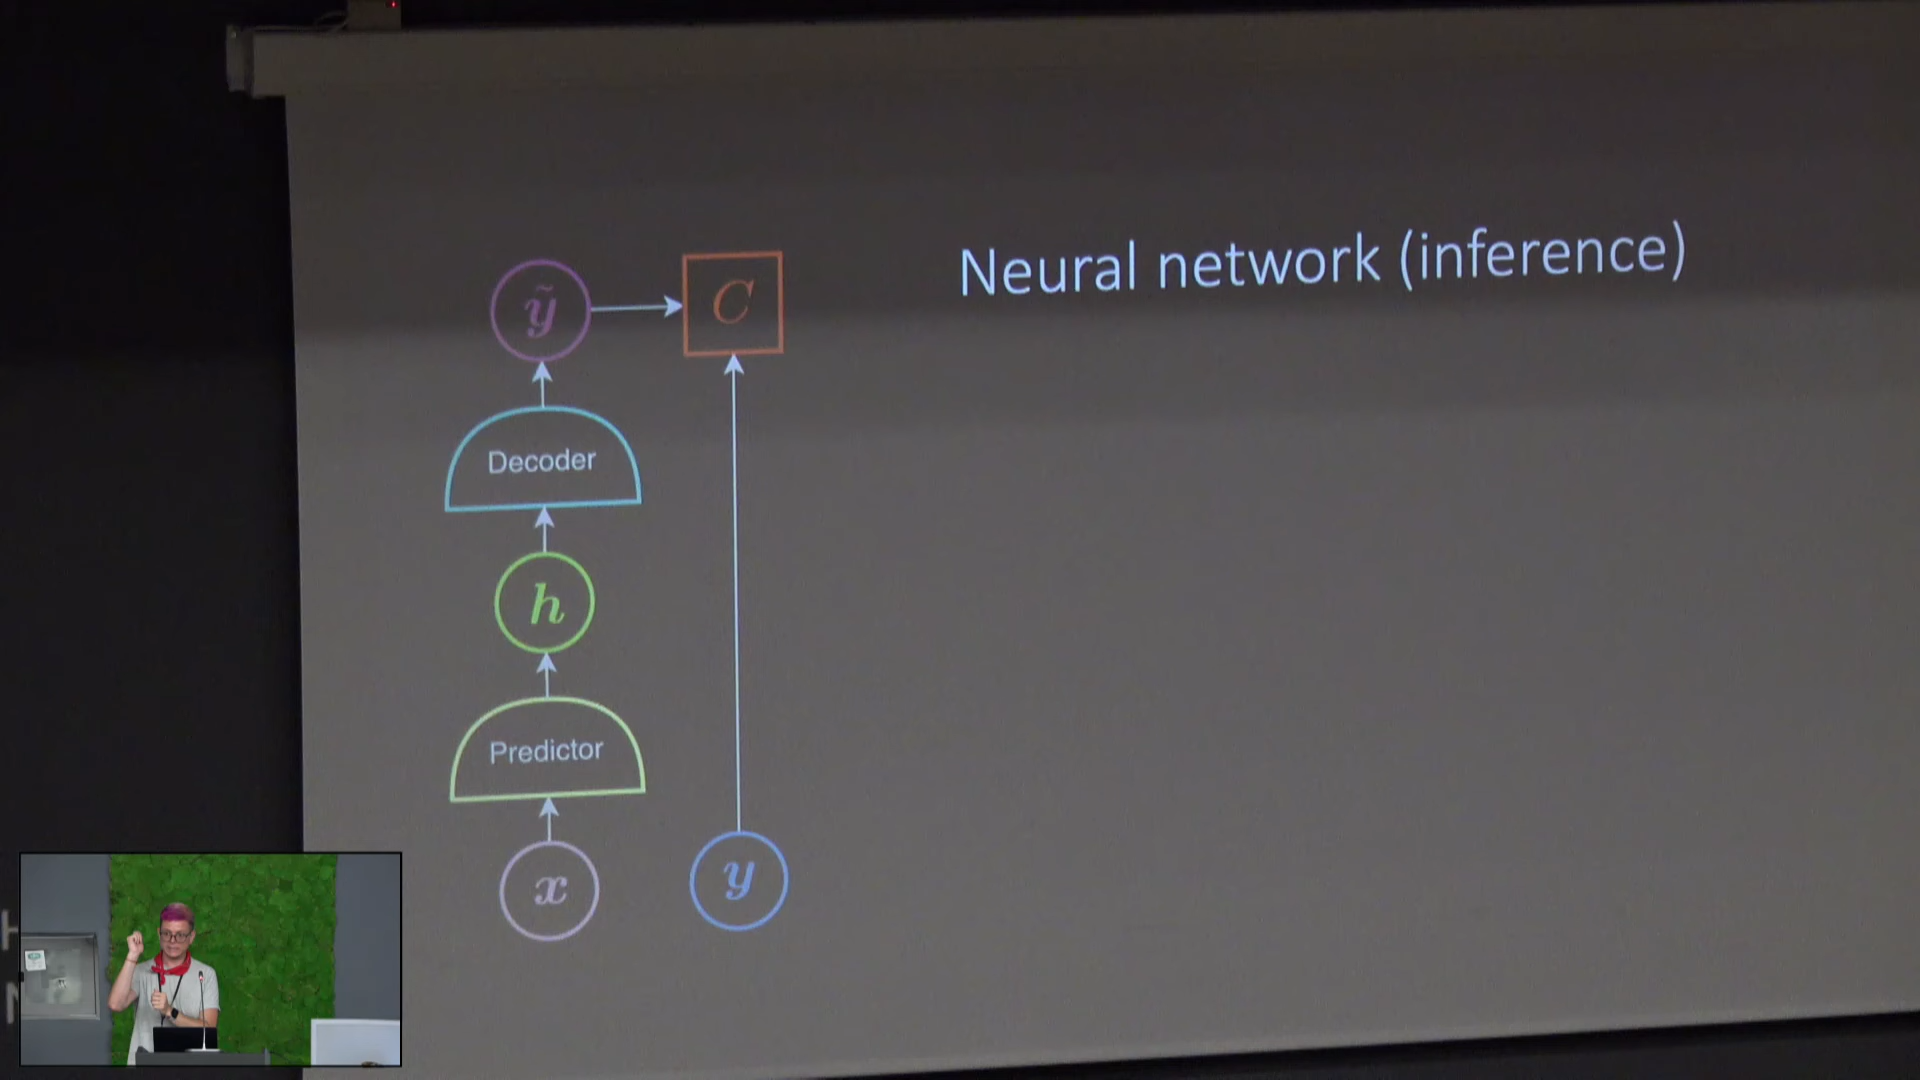 Neural network (inference)
ỹ
C
Decoder
h
Predictor
x
y